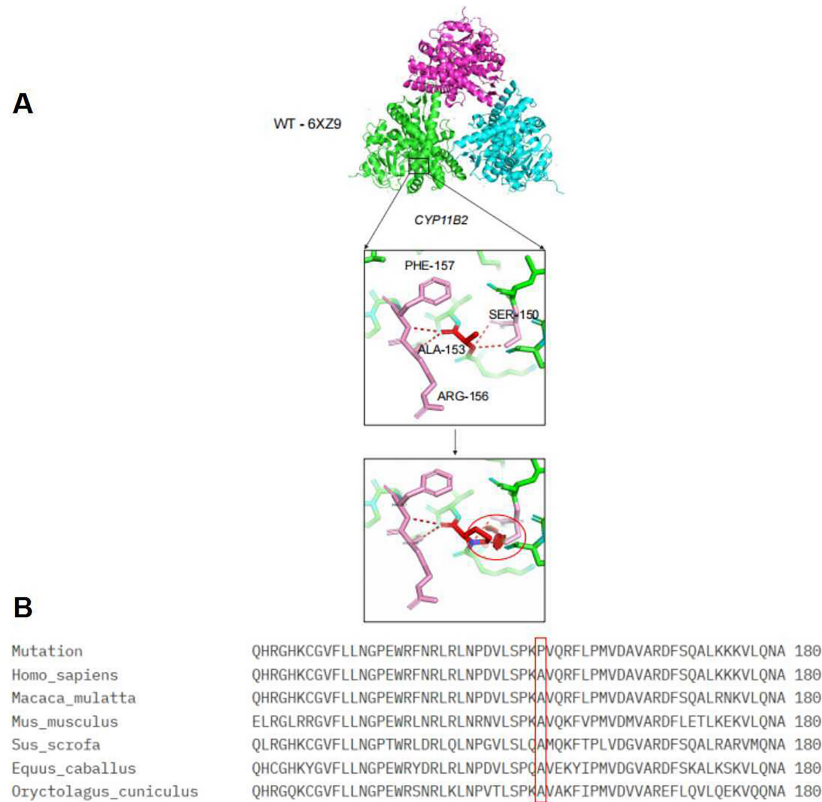 A
WT - 6XZ9
CYP11B2
PHE-157
SER-150
ALA-153
ARG-156
B
Mutation QHRGHKCGVFLLNGPEWRFNRLRLNPDVLSPKPVQRFLPMVDAVARDFSQALKKKVLQNA 180
Homo_sapiens QHRGHKCGVFLLNGPEWRFNRLRLNPDVLSPKAVQRFLPMVDAVARDFSQALKKKVLQNA 180
Macaca_mulatta QHRGHKCGVFLLNGPEWRFNRLRLNPDVLSPKAVQRFLPMVDAVARDFSQALRNKVLQNA 180
Mus_musculus ELRGLRRGVFLLNGPEWRLNRLRLNRNVLSPKAVQKFVPMVDMVARDFLETLKEKVLQNA 180
Sus_scrofa QLRGHKCGVFLLNGPTWRLDRLQLNPGVLSLQAMQKFTPLVDGVARDFSQALRARVMQNA 180
Equus_caballus QHCGHKYGVFLLNGPEWRYDRLRLNPDVLSPQAVEKYIPMVDGVARDFSKALKSKVLQNA 180
Oryctolagus_cuniculus QHRGQKCGVFLLNGPEWRSNRLKLNPVTLSPKAVAKFIPMVDVVAREFLQVLQEKVQQNA 180